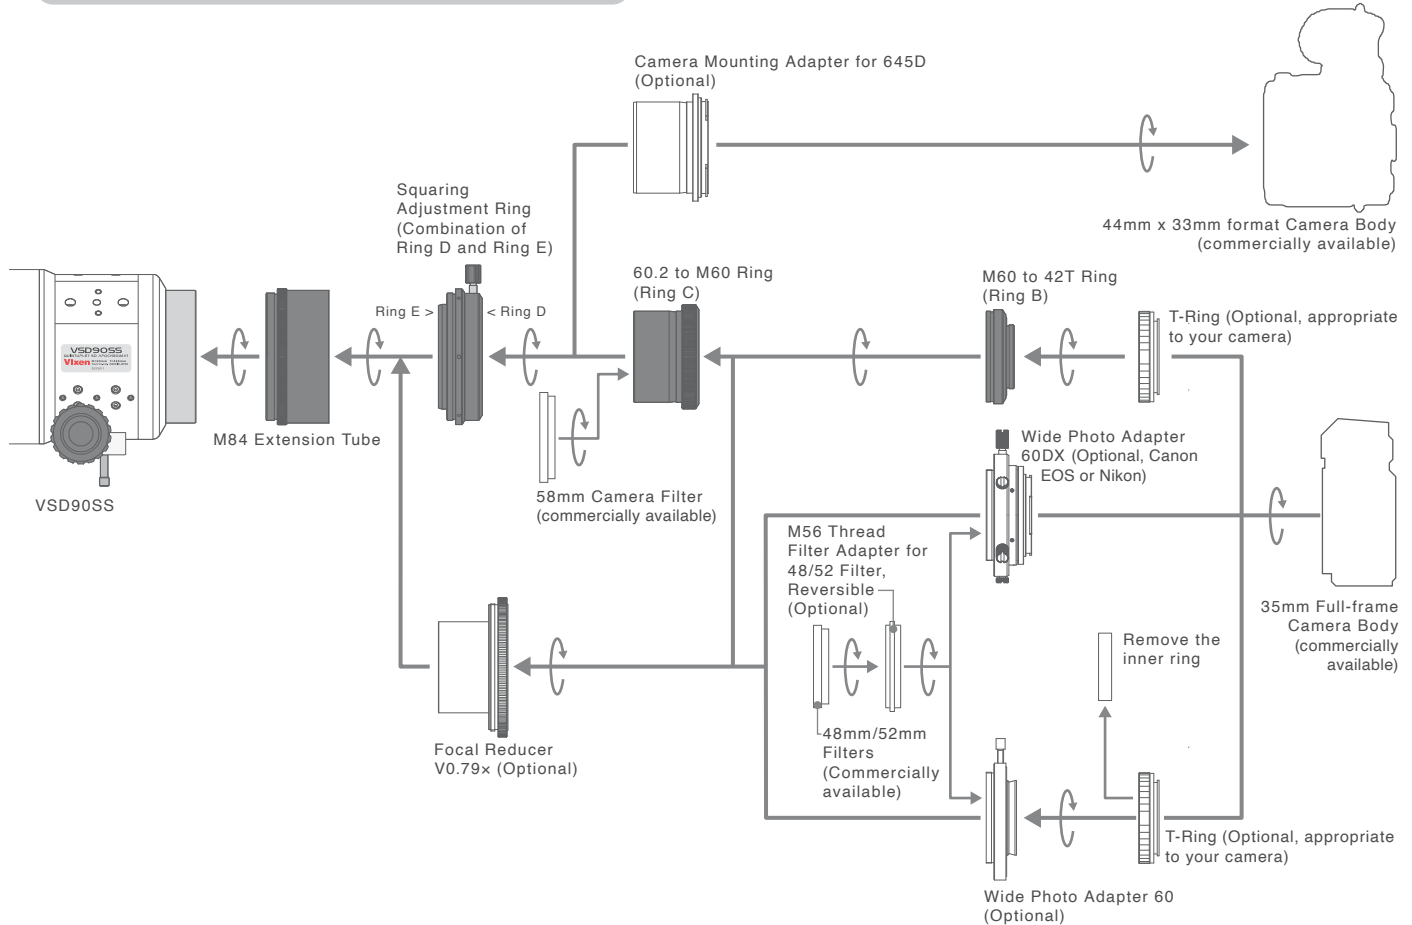 Camera Mounting Adapter for 645D
(Optional)
44mm x 33mm format Camera Body
(commercially available)
Squaring
Adjustment Ring
(Combination of
Ring D and Ring E)
Ring E >
< Ring D
60.2 to M60 Ring
(Ring C)
M60 to 42T Ring
(Ring B)
T-Ring (Optional, appropriate
to your camera)
VSD90SS
Vixen
M84 Extension Tube
VSD90SS
58mm Camera Filter
(commercially available)
Wide Photo Adapter
60DX (Optional, Canon
EOS or Nikon)
M56 Thread
Filter Adapter for
48/52 Filter,
Reversible
(Optional)
35mm Full-frame
Camera Body
(commercially
available)
Remove the
inner ring
48mm/52mm
Filters
(Commercially
available)
Focal Reducer
V0.79× (Optional)
T-Ring (Optional, appropriate
to your camera)
Wide Photo Adapter 60
(Optional)